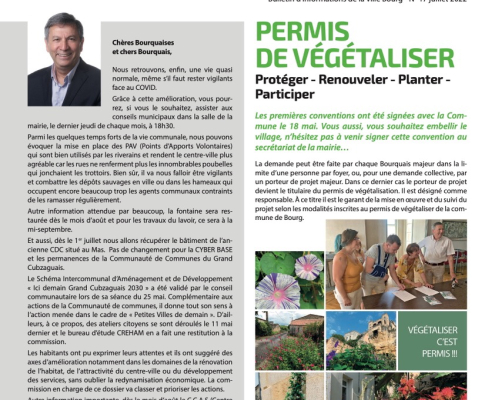 Bulletin d'informations de la ville Bourg - N° 17 juillet 2022
Chères Bourquaises
et chers Bourquais,
Nous retrouvons, enfin, une vie quasi
normale, même s'il faut rester vigilants
face au COVID.
Grâce à cette amélioration, vous pour-
rez, si vous le souhaitez, assister aux
conseils municipaux dans la salle de la
mairie, le dernier jeudi de chaque mois, à 18h30.
Parmi les quelques temps forts de la vie communale, nous pouvons
évoquer la mise en place des PAV (Points d'Apports Volontaires)
qui sont bien utilisés par les riverains et rendent le centre-ville plus
agréable car les rues ne renferment plus les innombrables poubelles
qui jonchaient les trottoirs. Bien sûr, il va nous falloir être vigilants
et combattre les dépôts sauvages en ville ou dans les hameaux qui
occupent encore beaucoup trop les agents communaux contraints
de les ramasser régulièrement.
Autre information attendue par beaucoup, la fontaine sera res-
taurée dès le mois d'août et pour les travaux du lavoir, ce sera à la
mi-septembre.
Et aussi, dès le 1er juillet nous allons récupérer le bâtiment de l'an-
cienne CDC situé au Mas. Pas de changement pour la CYBER BASE
et les permanences de la Communauté de Communes du Grand
Cubzaguais.
Le Schéma Intercommunal d'Aménagement et de Développement
« Ici demain Grand Cubzaguais 2030 » a été validé par le conseil
communautaire lors de sa séance du 25 mai. Complémentaire aux
actions de la Communauté de communes, il donne tout son sens à
l'action menée dans le cadre de « Petites Villes de demain ». D'ail-
leurs, à ce propos, des ateliers citoyens se sont déroulés le 11 mai
dernier et le bureau d'étude CREHAM en a fait une restitution à la
commission.
Les habitants ont pu exprimer leurs attentes et ils ont suggéré des
axes d'amélioration notamment dans les domaines de la rénovation
de l'habitat, de l'attractivité du centre-ville ou du développement
des services, sans oublier la redynamisation économique. La com-
mission en charge de ce dossier va classer et prioriser les actions.
PERMIS
DE VÉGÉTALISER
Protéger - Renouveler - Planter -
Participer
Les premières conventions ont été signées avec la Com-
mune le 18 mai. Vous aussi, vous souhaitez embellir le
village, n'hésitez pas à venir signer cette convention au
secrétariat de la mairie…
La demande peut être faite par chaque Bourquais majeur dans la li-
mite d'une personne par foyer, ou, pour une demande collective, par
un porteur de projet majeur. Dans ce dernier cas le porteur de projet
devient le titulaire du permis de végétalisation. Il est désigné comme
responsable. À ce titre il est le garant de la mise en œuvre et du suivi du
projet selon les modalités inscrites au permis de végétaliser de la com-
mune de Bourg.
VÉGÉTALISER
C'EST
PERMIS !!!